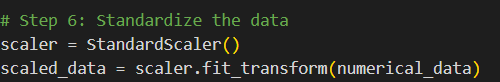 # Step 6: Standardize the data
scaler = StandardScaler()
scaled_data = scaler.fit_transform(numerical_data)